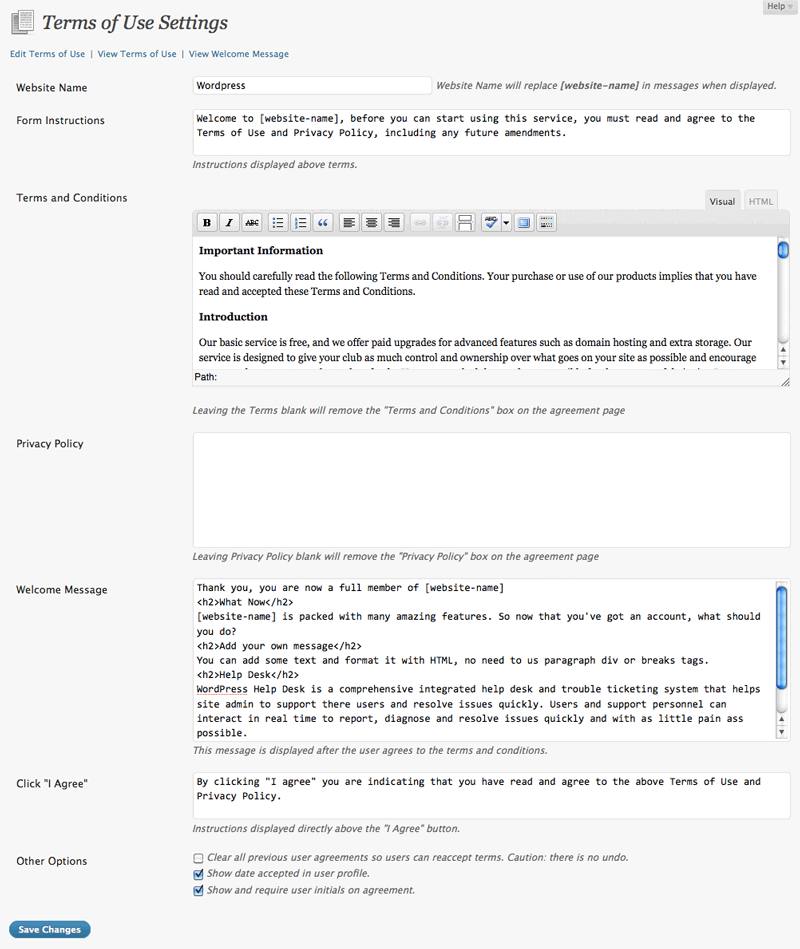 Help
Terms of Use Settings
Edit Terms of Use | View Terms of Use | View Welcome Message
Website Name
Wordpress
Website Name will replace [website-name] in messages when displayed.
Form Instructions
Welcome to [website-name], before you can start using this service, you must read and agree to the
Terms of Use and Privacy Policy, including any future amendments.
Instructions displayed above terms.
Terms and Conditions
Visual
HTML
B I ABC
ABC
Important Information
You should carefully read the following Terms and Conditions. Your purchase or use of our products implies that you have
read and accepted these Terms and Conditions.
Introduction
Our basic service is free, and we offer paid upgrades for advanced features such as domain hosting and extra storage. Our
service is designed to give your club as much control and ownership over what goes on your site as possible and encourage
Path:
Leaving the Terms blank will remove the "Terms and Conditions" box on the agreement page
Privacy Policy
Leaving Privacy Policy blank will remove the "Privacy Policy" box on the agreement page
Welcome Message
Thank you, you are now a full member of [website-name]
<h2>What Now</h2>
[website-name] is packed with many amazing features. So now that you've got an account, what should
you do?
<h2>Add your own message</h2>
You can add some text and format it with HTML, no need to us paragraph div or breaks tags.
<h2>Help Desk</h2>
WordPress Help Desk is a comprehensive integrated help desk and trouble ticketing system that helps
site admin to support there users and resolve issues quickly. Users and support personnel can
interact in real time to report, diagnose and resolve issues quickly and with as little pain ass
possible.
This message is displayed after the user agrees to the terms and conditions.
Click "I Agree"
By clicking "I agree" you are indicating that you have read and agree to the above Terms of Use and
Privacy Policy.
Instructions displayed directly above the "I Agree" button.
Other Options
Clear all previous user agreements so users can reaccept terms. Caution: there is no undo.
Show date accepted in user profile.
Show and require user initials on agreement.
Save Changes